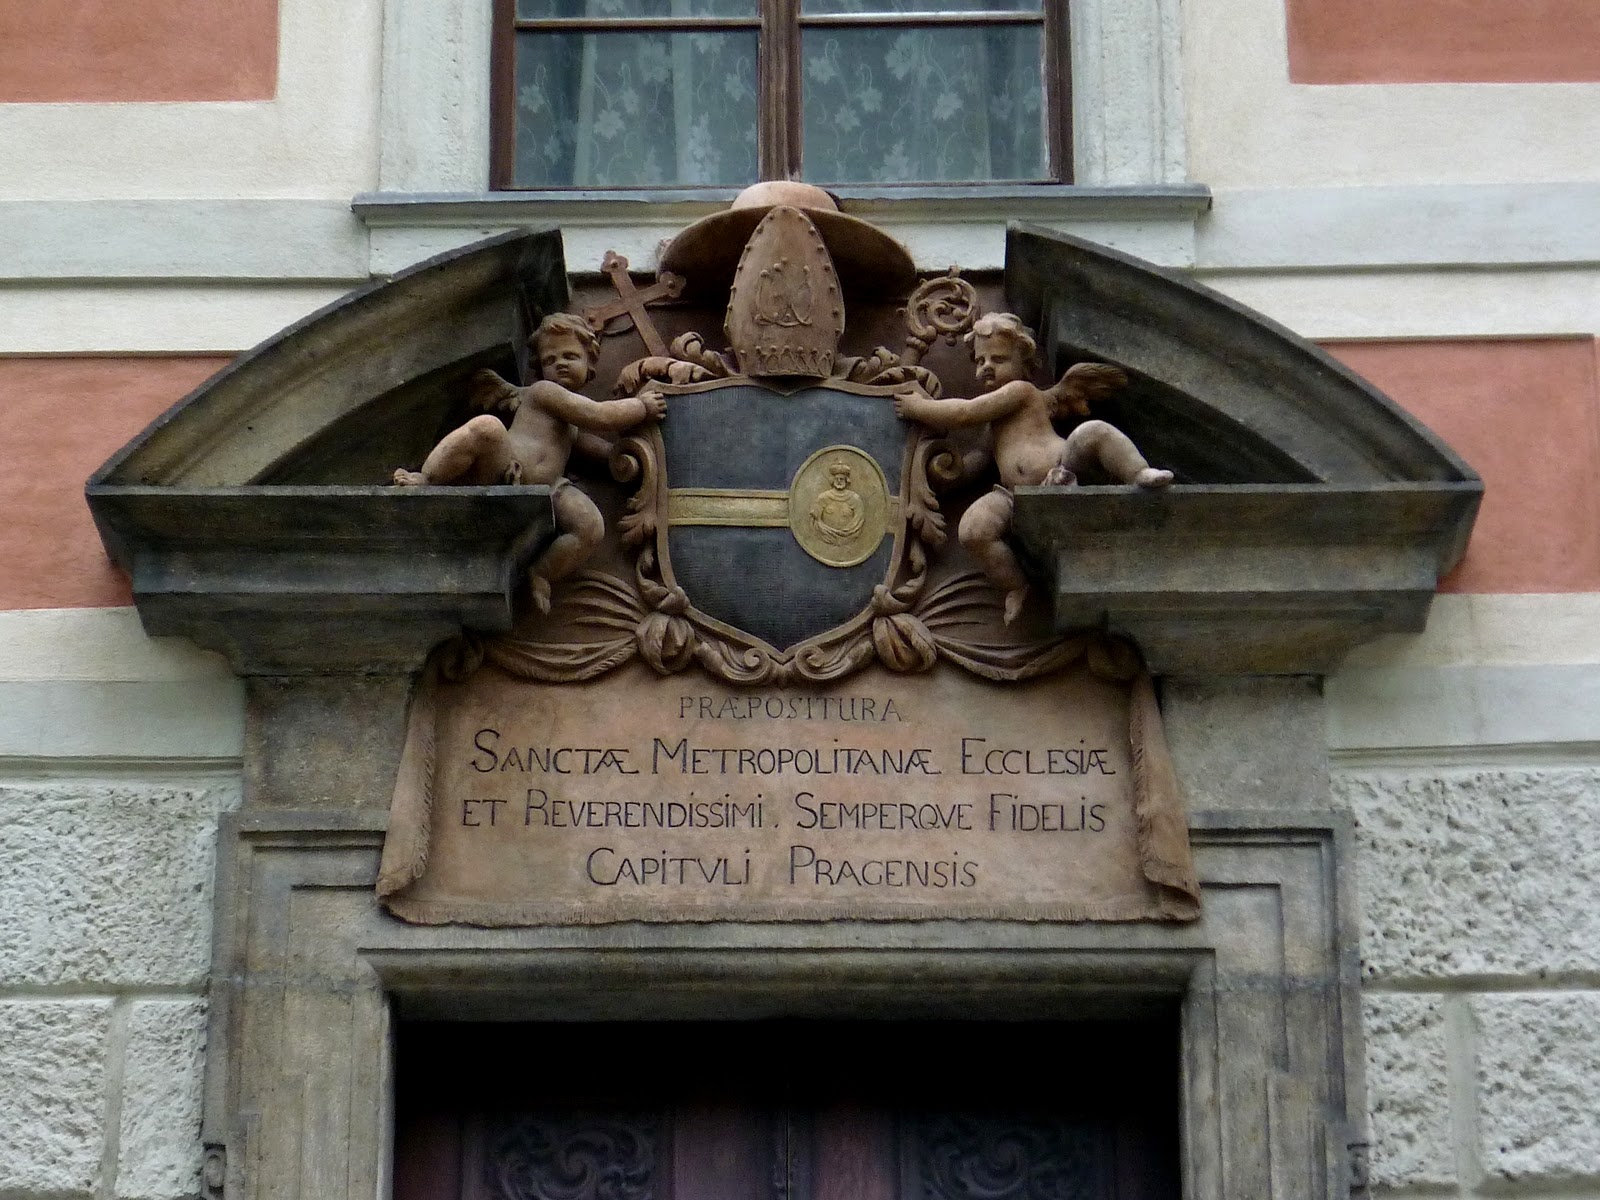 PRÆPOSITURA
SANCTÆ METROPOLITANÆ ECCLESIÆ
ET REVERENDISSIMI . SEMPERQVE FIDELIS
CAPITVLI PRAGENSIS